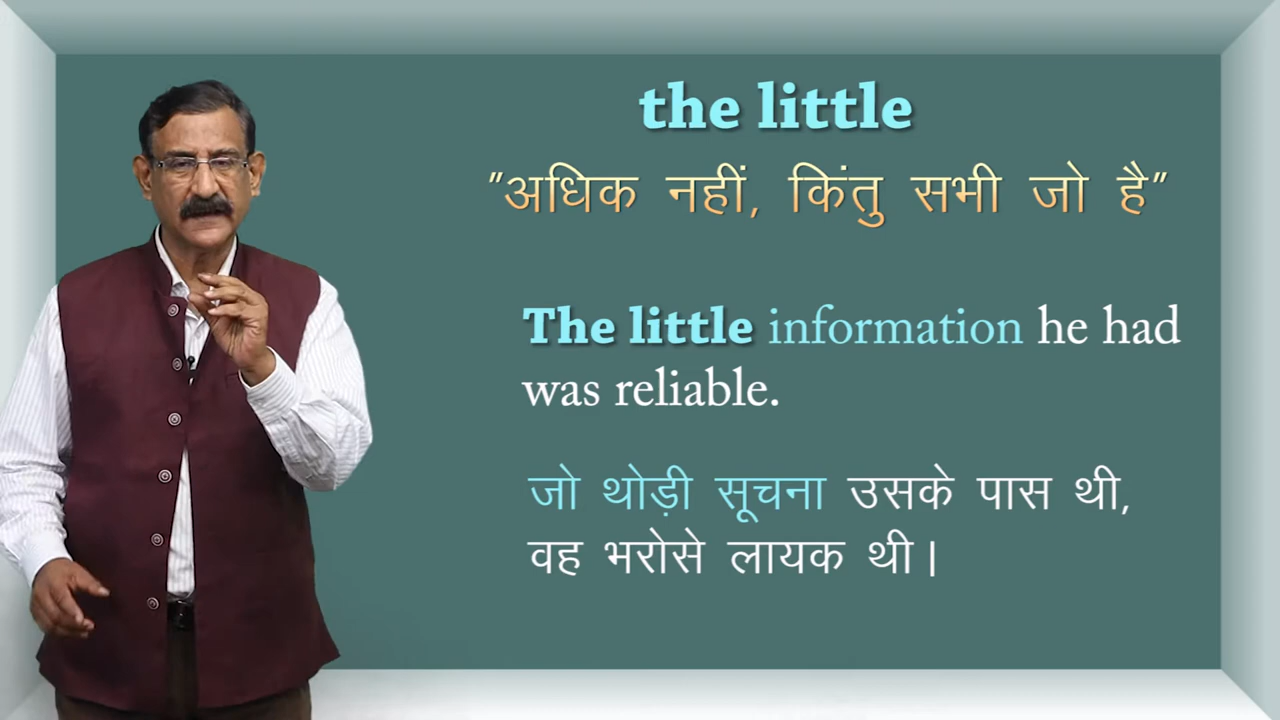 the little
"अधिक नहीं, किंतु सभी जो है"
The little information he had
was reliable.
जो थोड़ी सूचना उसके पास थी,
वह भरोसे लायक थी।